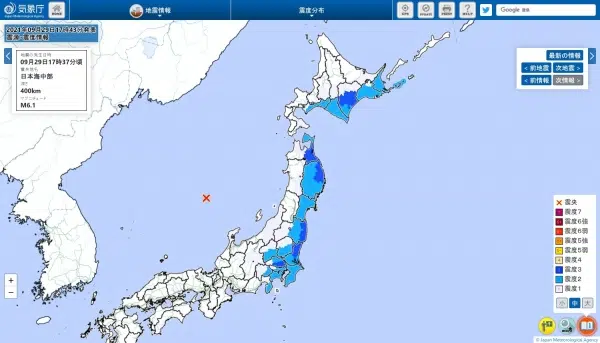 気象庁
Japan Meteorological Agency
地震情報
震度分布
Google 検索
2021年09月29日17時43分発表
震源・震度情報
地震の発生日時
09月29日17時37分頃
震央地名
日本海中部
深さ
400km
マグニチュード
M6.1
最新の情報
< 前地震
次地震 >
< 前情報
次情報 >
震央
震度7
震度6強
震度6弱
震度5強
震度5弱
震度4
震度3
震度2
震度1
小
中
大
+
−
© Japan Meteorological Agency